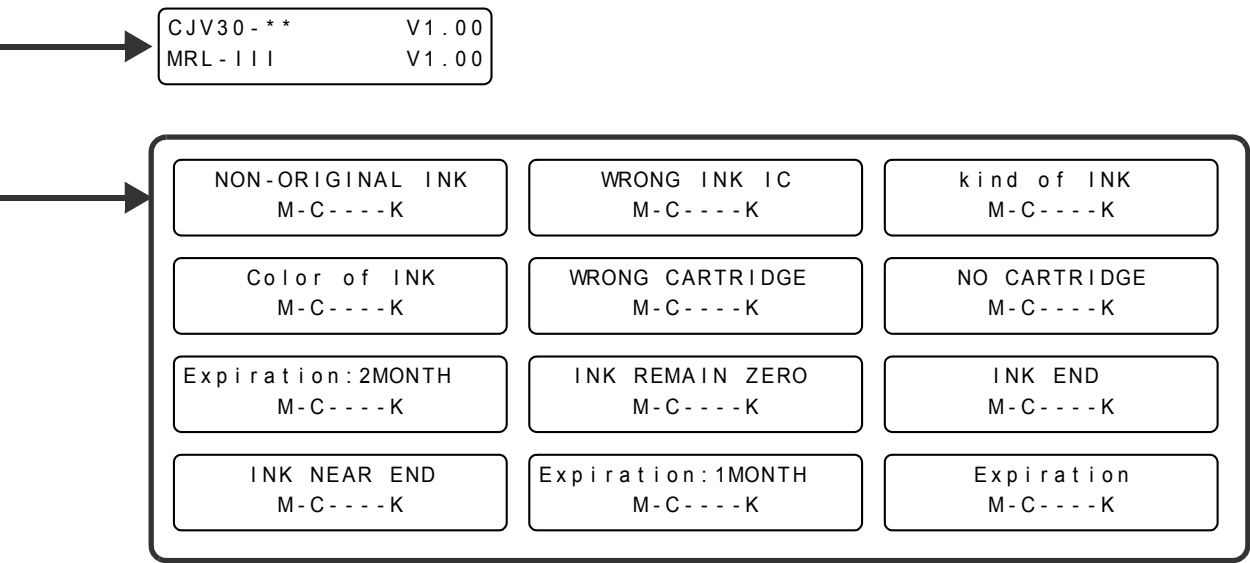 CJV30-** V1.00
MRL-III V1.00
NON-ORIGINAL INK
M-C----K
WRONG INK IC
M-C----K
kind of INK
M-C----K
Color of INK
M-C----K
WRONG CARTRIDGE
M-C----K
NO CARTRIDGE
M-C----K
Expiration:2MONTH
M-C----K
INK REMAIN ZERO
M-C----K
INK END
M-C----K
INK NEAR END
M-C----K
Expiration:1MONTH
M-C----K
Expiration
M-C----K